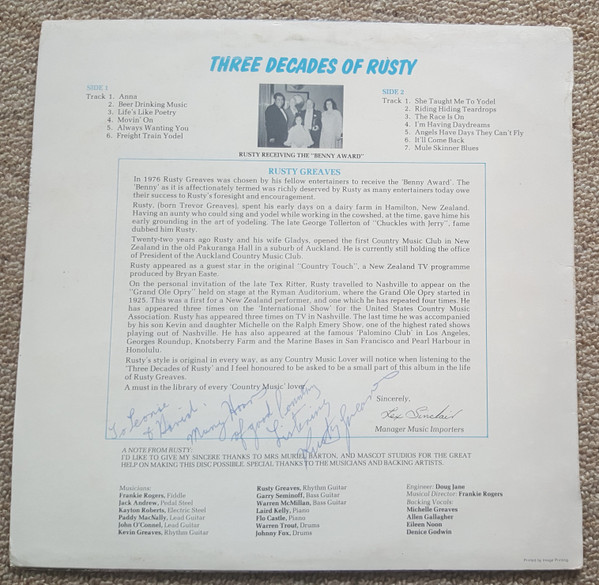 THREE DECADES OF RUSTY
SIDE 1
Track 1. Anna
2. Beer Drinking Music
3. Life's Like Poetry
4. Movin' On
5. Always Wanting You
6. Freight Train Yodel
SIDE 2
Track 1. She Taught Me To Yodel
2. Riding Hiding Teardrops
3. The Race Is On
4. I'm Having Daydreams
5. Angels Have Days They Can't Fly
6. It'll Come Back
7. Mule Skinner Blues
RUSTY RECEIVING THE "BENNY AWARD"
RUSTY GREAVES
In 1976 Rusty Greaves was chosen by his fellow entertainers to receive the 'Benny Award'. The
'Benny' as it is affectionately termed was richly deserved by Rusty as many entertainers today owe
their success to Rusty's foresight and encouragement.
Rusty, (born Trevor Greaves), spent his early days on a dairy farm in Hamilton, New Zealand.
Having an aunty who could sing and yodel while working in the cowshed, at the time, gave hime his
early grounding in the art of yodeling. The late George Tollerton of "Chuckles with Jerry", fame
dubbed him Rusty.
Twenty-two years ago Rusty and his wife Gladys, opened the first Country Music Club in New
Zealand in the old Pakuranga Hall in a suburb of Auckland. He is currently still holding the office
of President of the Auckland Country Music Club.
Rusty appeared as a guest star in the original "Country Touch", a New Zealand TV programme
produced by Bryan Easte.
On the personal invitation of the late Tex Ritter, Rusty travelled to Nashville to appear on the
"Grand Ole Opry" held on stage at the Ryman Auditorium, where the Grand Ole Opry started in
1925. This was a first for a New Zealand performer, and one which he has repeated four times. He
has appeared three times on the 'International Show' for the United States Country Music
Association. Rusty has appeared three times on TV in Nashville. The last time he was accompanied
by his son Kevin and daughter Michelle on the Ralph Emery Show, one of the highest rated shows
playing out of Nashville. He has also appeared at the famous 'Palomino Club' in Los Angeles,
Georges Roundup, Knotsberry Farm and the Marine Bases in San Francisco and Pearl Harbour in
Honolulu.
Rusty's style is original in every way, as any Country Music Lover will notice when listening to the
'Three Decades of Rusty' and I feel honoured to be asked to be a small part of this album in the life
of Rusty Greaves.
A must in the library of every 'Country Music' lover.
To Leonie
& David.
Many Hours
of good Country
Listening
Rusty Greaves
Sincerely,
Lex Sinclair
Manager Music Importers
A NOTE FROM RUSTY:
I'D LIKE TO GIVE MY SINCERE THANKS TO MRS MURIEL BARTON, AND MASCOT STUDIOS FOR THE GREAT
HELP ON MAKING THIS DISC POSSIBLE. SPECIAL THANKS TO THE MUSICIANS AND BACKING ARTISTS.
Musicians:
Frankie Rogers, Fiddle
Jack Andrew, Pedal Steel
Kayton Roberts, Electric Steel
Paddy MacNally, Lead Guitar
John O'Connel, Lead Guitar
Kevin Greaves, Rhythm Guitar
Rusty Greaves, Rhythm Guitar
Garry Seminoff, Bass Guitar
Warren McMillan, Bass Guitar
Laird Kelly, Piano
Flo Castle, Piano
Warren Trout, Drums
Johnny Fox, Drums
Engineer: Doug Jane
Musical Director: Frankie Rogers
Backing Vocals:
Michelle Greaves
Allen Gallagher
Eileen Noon
Denice Godwin